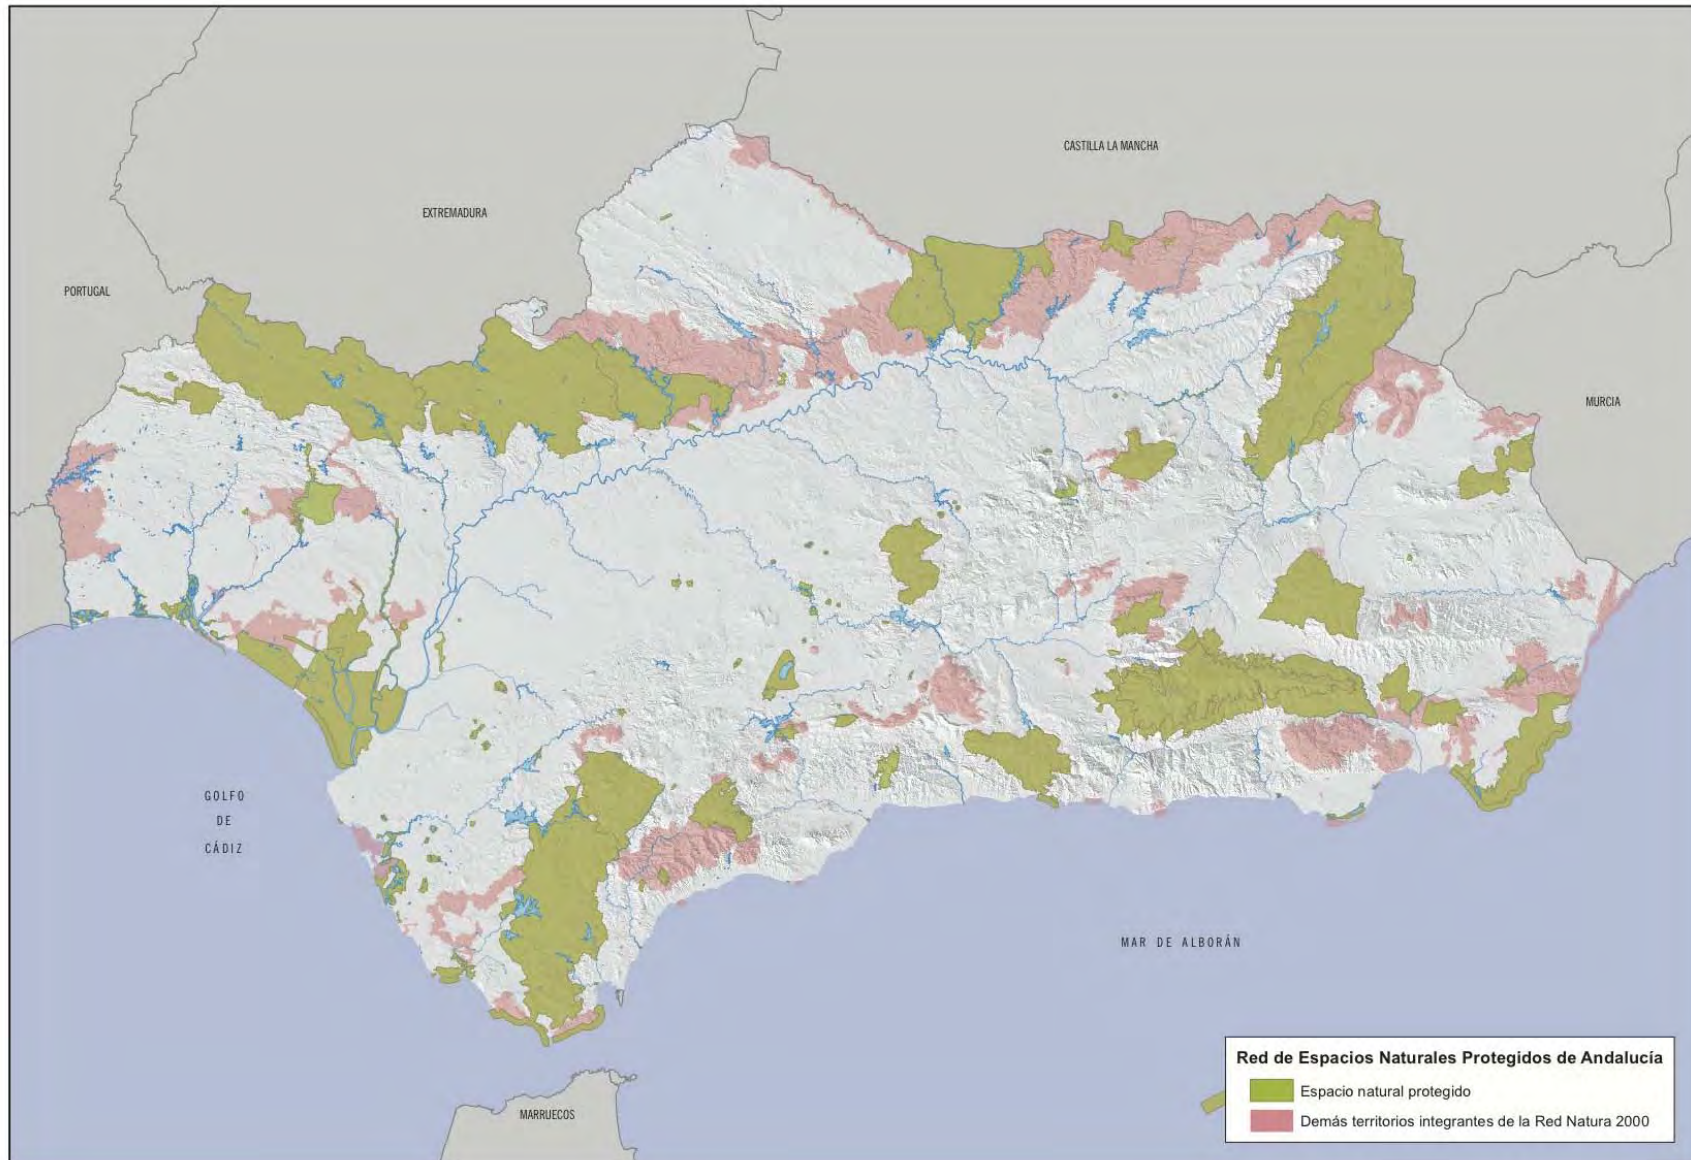 CASTILLA LA MANCHA
EXTREMADURA
PORTUGAL
MURCIA
GOLFO
DE
CÁDIZ
MAR DE ALBORÁN
MARRUECOS
Red de Espacios Naturales Protegidos de Andalucía
Espacio natural protegido
Demás territorios integrantes de la Red Natura 2000